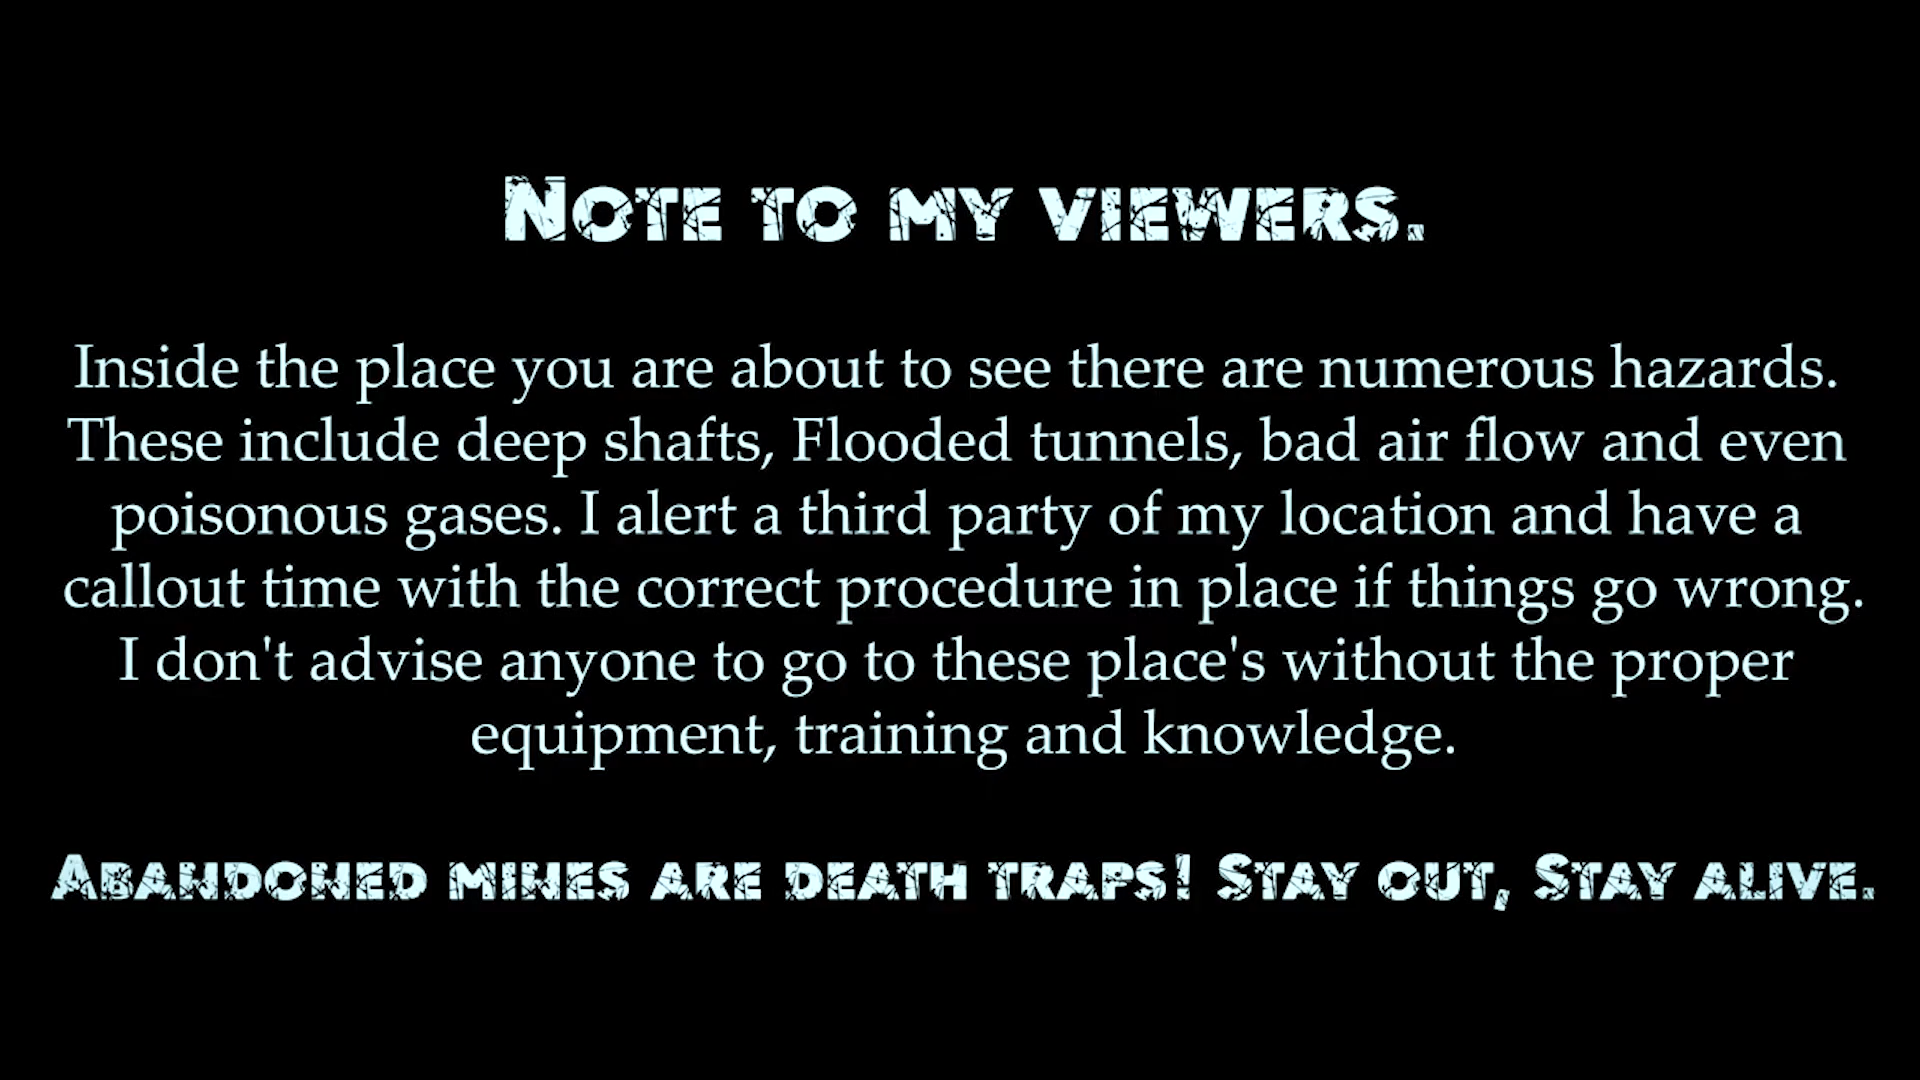 Note to my viewers.
Inside the place you are about to see there are numerous hazards.
These include deep shafts, Flooded tunnels, bad air flow and even
poisonous gases. I alert a third party of my location and have a
callout time with the correct procedure in place if things go wrong.
I don't advise anyone to go to these place's without the proper
equipment, training and knowledge.
Abandoned mines are death traps! Stay out, Stay alive.